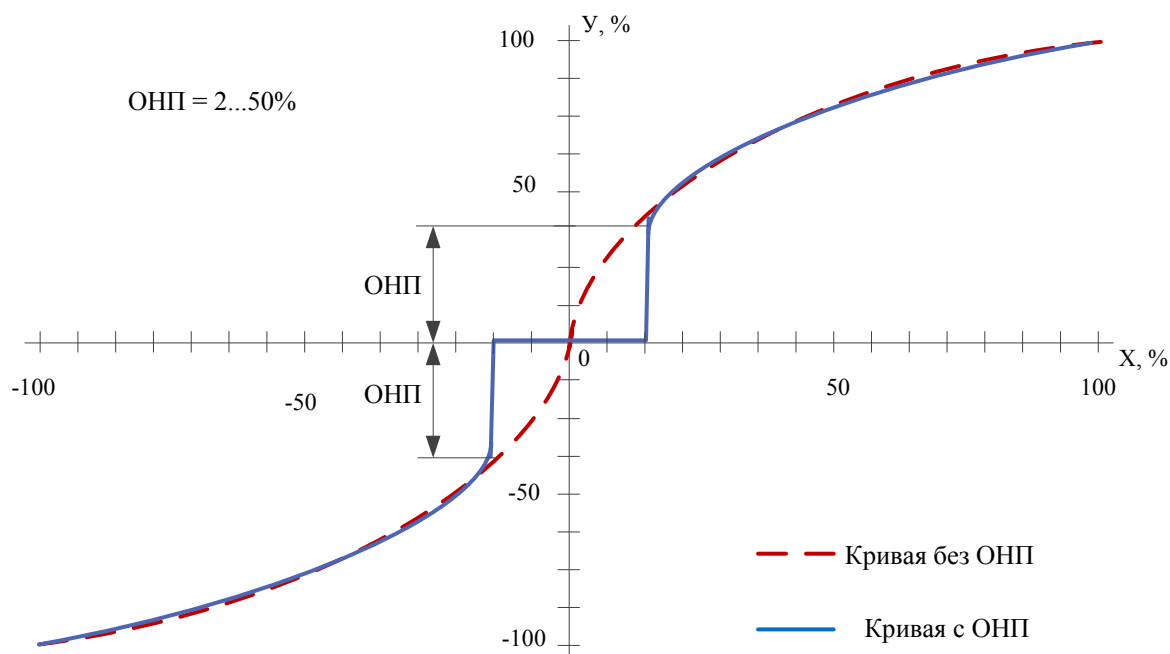 У, %
100
ОНП = 2...50%
50
ОНП
0
Х, %
-100
-50
ОНП
50
100
-50
Кривая без ОНП
Кривая с ОНП
-100